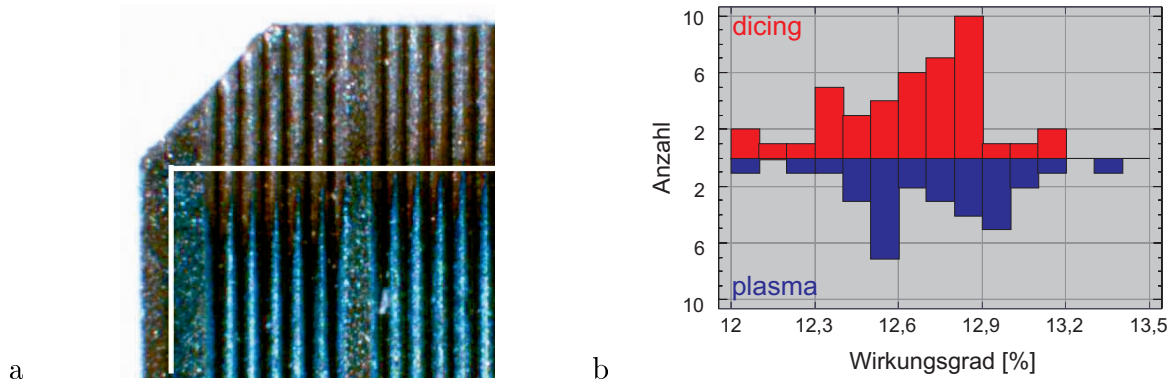 a
b
dicing
plasma
Anzahl
10
6
2
2
6
10
12
12,3
12,6
12,9
13,2
13,5
Wirkungsgrad [%]